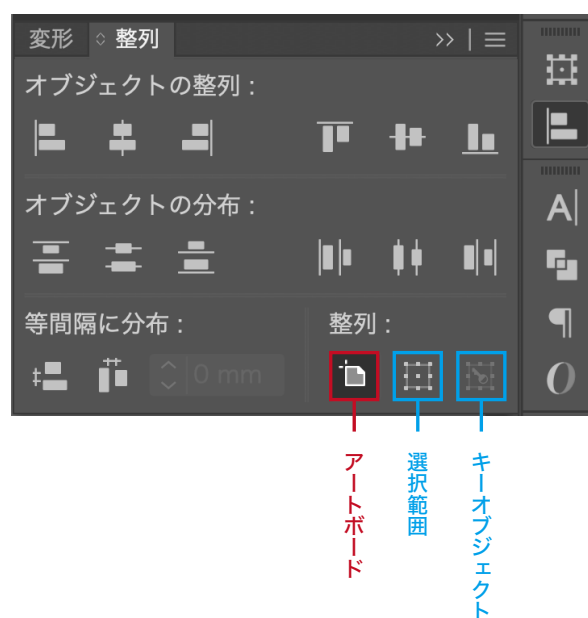 変形 整列
オブジェクトの整列：
オブジェクトの分布：
等間隔に分布： 整列：
0 mm
アートボード
選択範囲
キーオブジェクト